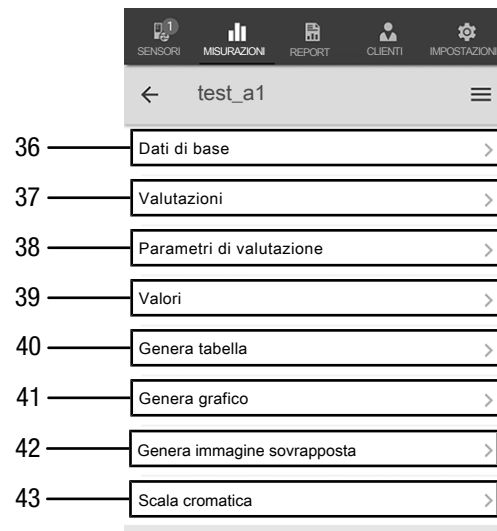 1
SENSORI MISURAZIONI REPORT CLIENTI IMPOSTAZIONI
test_a1
36 Dati di base
37 Valutazioni
38 Parametri di valutazione
39 Valori
40 Genera tabella
41 Genera grafico
42 Genera immagine sovrapposta
43 Scala cromatica